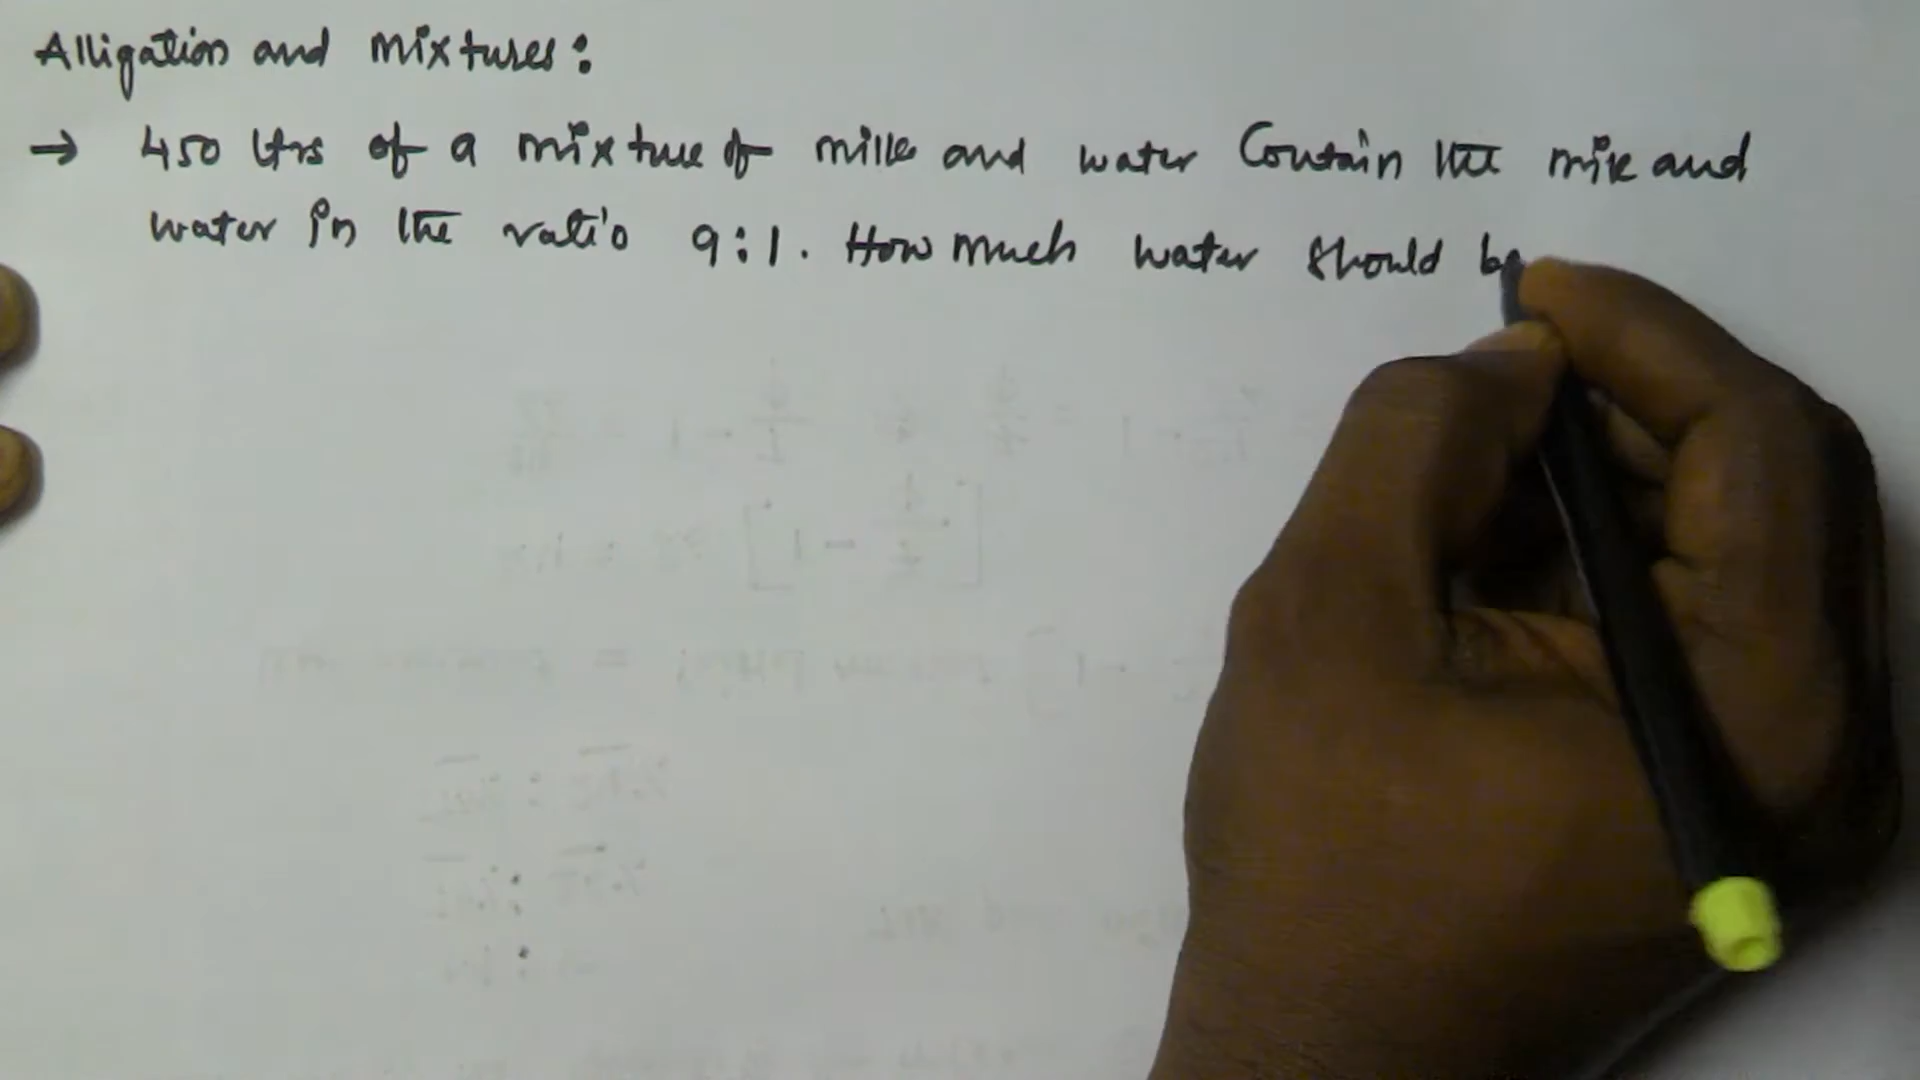 Alligation and mixtures:
→ 450 ltrs of a mixture of milk and water Contain the milk and
water in the ratio 9:1. How much water should be